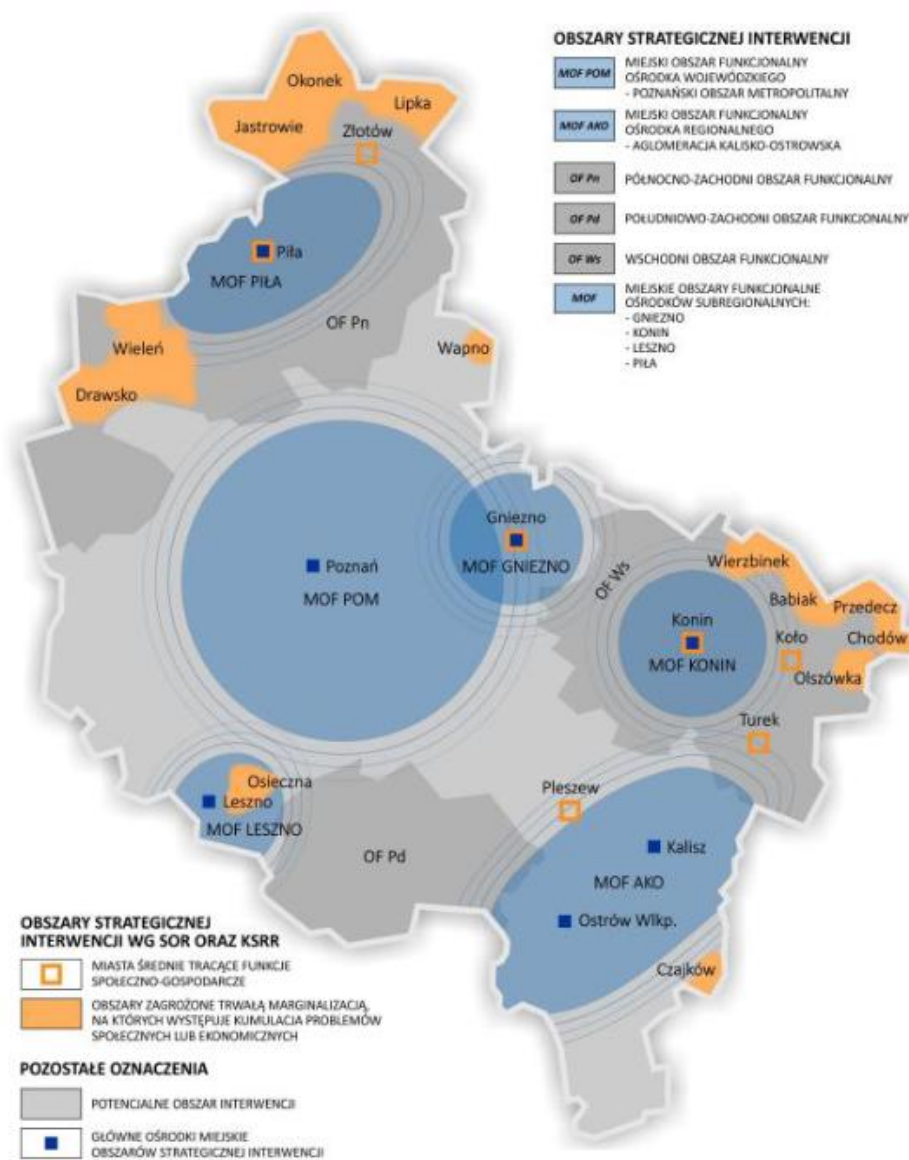 OBSZARY STRATEGICZNEJ INTERWENCJI
MOF POM
MIEJSKI OBSZAR FUNKCJONALNY
OŚRODKA WOJEWÓDZKIEGO
- POZNAŃSKI OBSZAR METROPOLITALNY
MOF AKO
MIEJSKI OBSZAR FUNKCJONALNY
OŚRODKA REGIONALNEGO
- AGLOMERACJA KALISKO-OSTROWSKA
OF Pn
PÓŁNOCNO-ZACHODNI OBSZAR FUNKCJONALNY
OF Pd
POŁUDNIOWO-ZACHODNI OBSZAR FUNKCJONALNY
OF Ws
WSCHODNI OBSZAR FUNKCJONALNY
MOF
MIEJSKIE OBSZARY FUNKCJONALNE
OŚRODKÓW SUBREGIONALNYCH:
- GNIEZNO
- KONIN
- LESZNO
- PIŁA
Okonek
Lipka
Jastrowie
Złotów
Piła
MOF PIŁA
OF Pn
Wieleń
Wapno
Drawsko
Gniezno
MOF GNIEZNO
Poznań
MOF POM
OF Ws
Wierzbinek
Babiak
Przedecz
Konin
Koło
Chodów
MOF KONIN
Olszówka
Turek
Osieczna
Leszno
MOF LESZNO
Pleszew
OF Pd
Kalisz
MOF AKO
Ostrów Wlkp.
Czajków
OBSZARY STRATEGICZNEJ
INTERWENCJI WG SOR ORAZ KSRR
MIASTA ŚREDNIE TRACĄCE FUNKCJE
SPOŁECZNO-GOSPODARCZE
OBSZARY ZAGROŻONE TRWAŁĄ MARGINALIZACJĄ,
NA KTÓRYCH WYSTĘPUJE KUMULACJA PROBLEMÓW
SPOŁECZNYCH LUB EKONOMICZNYCH
POZOSTAŁE OZNACZENIA
POTENCJALNE OBSZAR INTERWENCJI
GŁÓWNE OŚRODKI MIEJSKIE
OBSZARÓW STRATEGICZNEJ INTERWENCJI